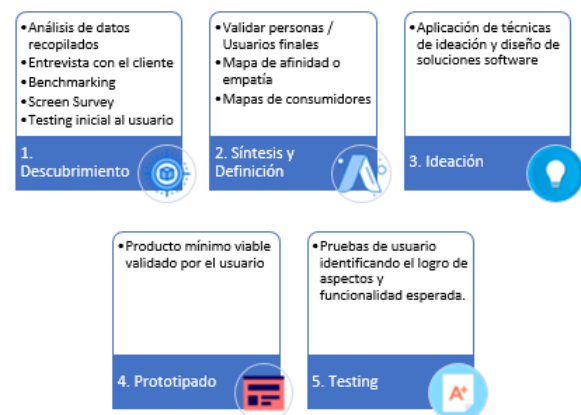 •Análisis de datos
recopilados
•Entrevista con el cliente
•Benchmarking
•Screen Survey
•Testing inicial al usuario
1.
Descubrimiento
•Validar personas /
Usuarios finales
•Mapa de afinidad o
empatía
•Mapas de consumidores
2. Síntesis y
Definición
•Aplicación de técnicas
de ideación y diseño de
soluciones software
3. Ideación
•Producto mínimo viable
validado por el usuario
4. Prototipado
•Pruebas de usuario
identificando el logro de
aspectos y
funcionalidad esperada.
5. Testing
A+